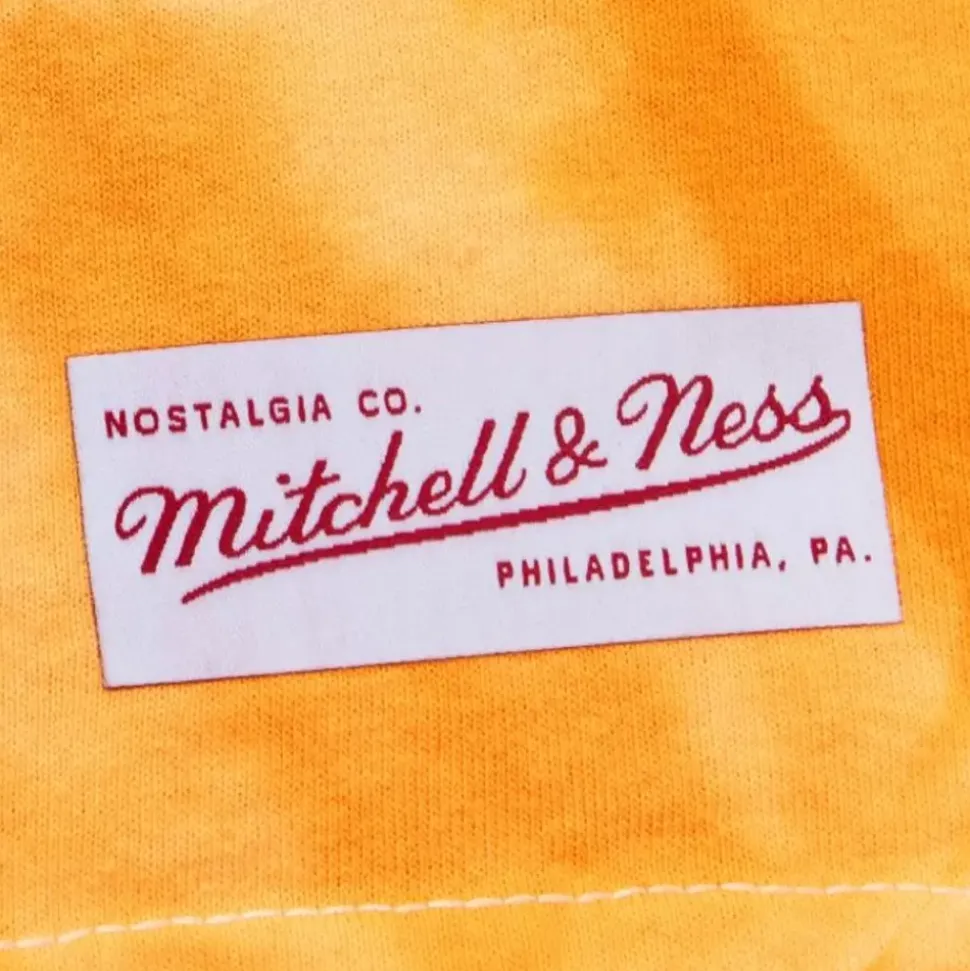 NOSTALGIA CO.
Mitchell & Ness
PHILADELPHIA, PA.